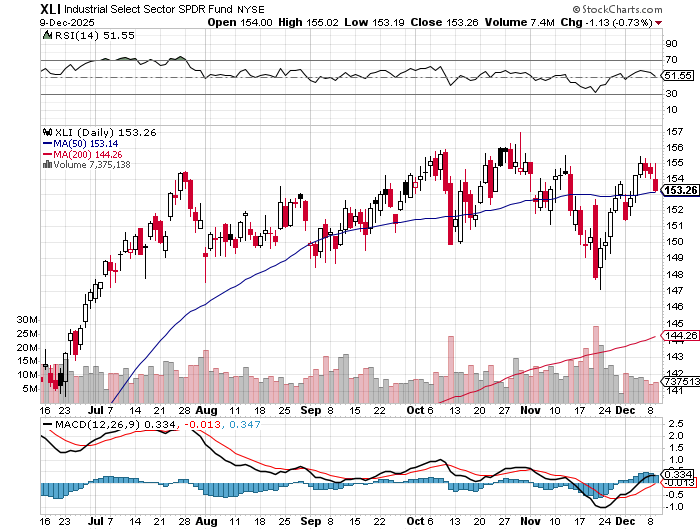 XLI Industrial Select Sector SPDR Fund NYSE © StockCharts.com
9-Dec-2025 Open 154.00 High 155.02 Low 153.19 Close 153.26 Volume 7.4M Chg -1.13 (-0.73%)
RSI(14) 51.55
90
70
51.55
30
10
XLI (Daily) 153.26
MA(50) 153.14
MA(200) 144.26
Volume 7,375,138
157
156
155
154
153.26
152
151
150
149
148
147
146
145
144.26
143
142
7375138
141
30M
25M
20M
15M
10M
5M
16 23 Jul 7 14 21 28 Aug 11 18 25 Sep 8 15 22 Oct 6 13 20 27 Nov 10 17 24 Dec 8
MACD(12,26,9) 0.334, -0.013, 0.347
2.5
2.0
1.5
1.0
0.334
-0.013
-0.5
-1.0
16 23 Jul 7 14 21 28 Aug 11 18 25 Sep 8 15 22 Oct 6 13 20 27 Nov 10 17 24 Dec 8